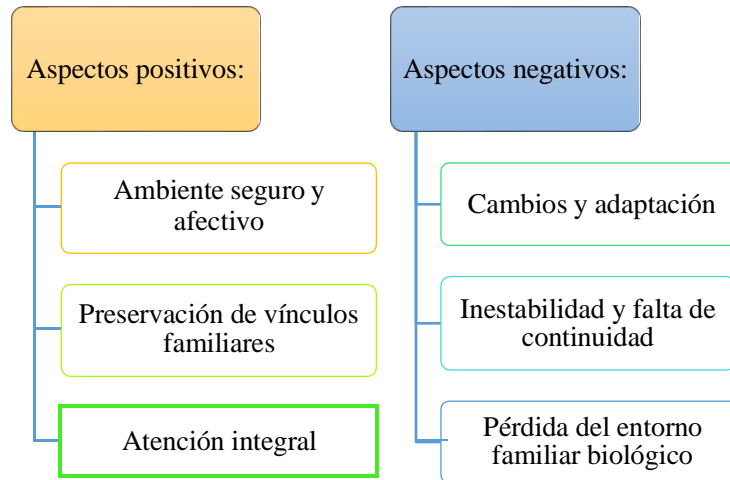 Aspectos positivos:
Ambiente seguro y
afectivo
Preservación de vínculos
familiares
Atención integral
Aspectos negativos:
Cambios y adaptación
Inestabilidad y falta de
continuidad
Pérdida del entorno
familiar biológico